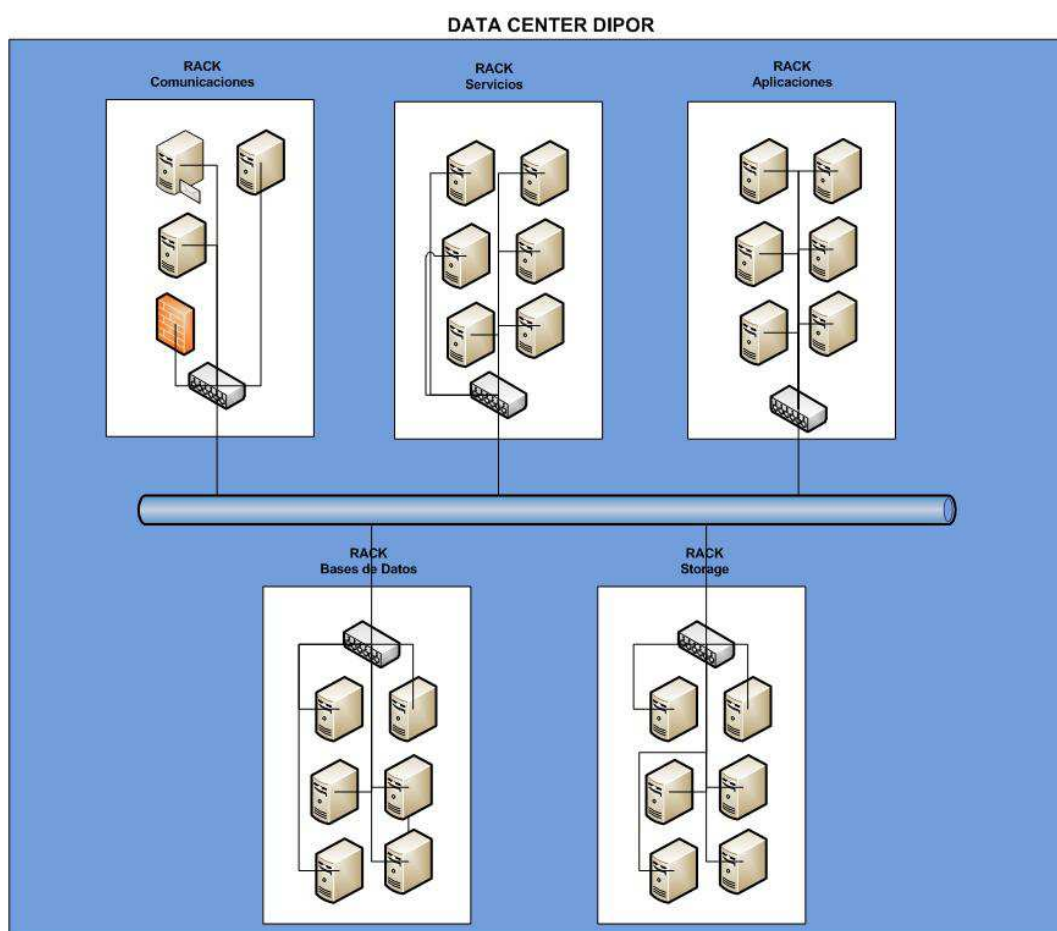 DATA CENTER DIPOR
RACK
Comunicaciones
RACK
Servicios
RACK
Aplicaciones
RACK
Bases de Datos
RACK
Storage